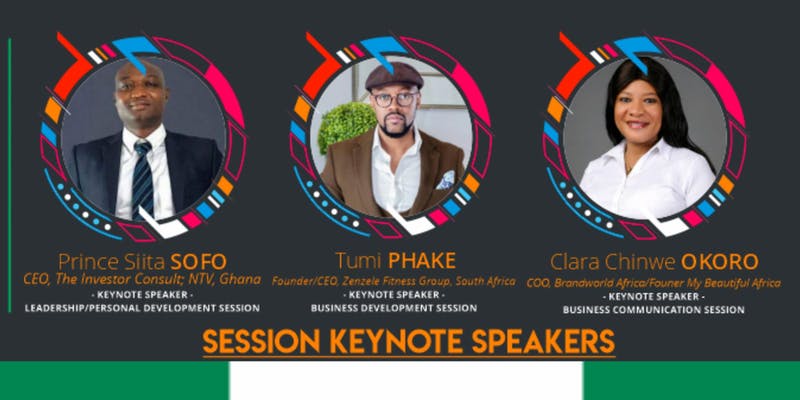 Prince Siita SOFO
CEO, The Investor Consult; NTV, Ghana
- KEYNOTE SPEAKER -
LEADERSHIP/PERSONAL DEVELOPMENT SESSION
Tumi PHAKE
Founder/CEO, Zenzele Fitness Group, South Africa
- KEYNOTE SPEAKER -
BUSINESS DEVELOPMENT SESSION
Clara Chinwe OKORO
COO, Brandworld Africa/Founer My Beautiful Africa
- KEYNOTE SPEAKER -
BUSINESS COMMUNICATION SESSION
SESSION KEYNOTE SPEAKERS